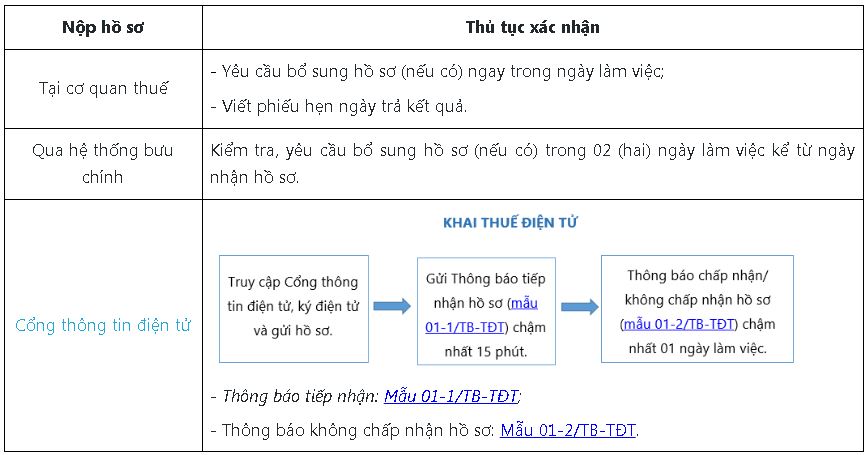 Nộp hồ sơ
Thủ tục xác nhận
Tại cơ quan thuế
- Yêu cầu bổ sung hồ sơ (nếu có) ngay trong ngày làm việc;
- Viết phiếu hẹn ngày trả kết quả.
Qua hệ thống bưu
chính
Kiểm tra, yêu cầu bổ sung hồ sơ (nếu có) trong 02 (hai) ngày làm việc kể từ ngày
nhận hồ sơ.
Cổng thông tin điện tử
KHAI THUẾ ĐIỆN TỬ
Truy cập Cổng thông
tin điện tử, ký điện tử
và gửi hồ sơ.
Gửi Thông báo tiếp
nhận hồ sơ (mẫu
01-1/TB-TĐT) chậm
nhất 15 phút.
Thông báo chấp nhận/
không chấp nhận hồ sơ
(mẫu 01-2/TB-TĐT) chậm
nhất 01 ngày làm việc.
- Thông báo tiếp nhận: Mẫu 01-1/TB-TĐT;
- Thông báo không chấp nhận hồ sơ: Mẫu 01-2/TB-TĐT.